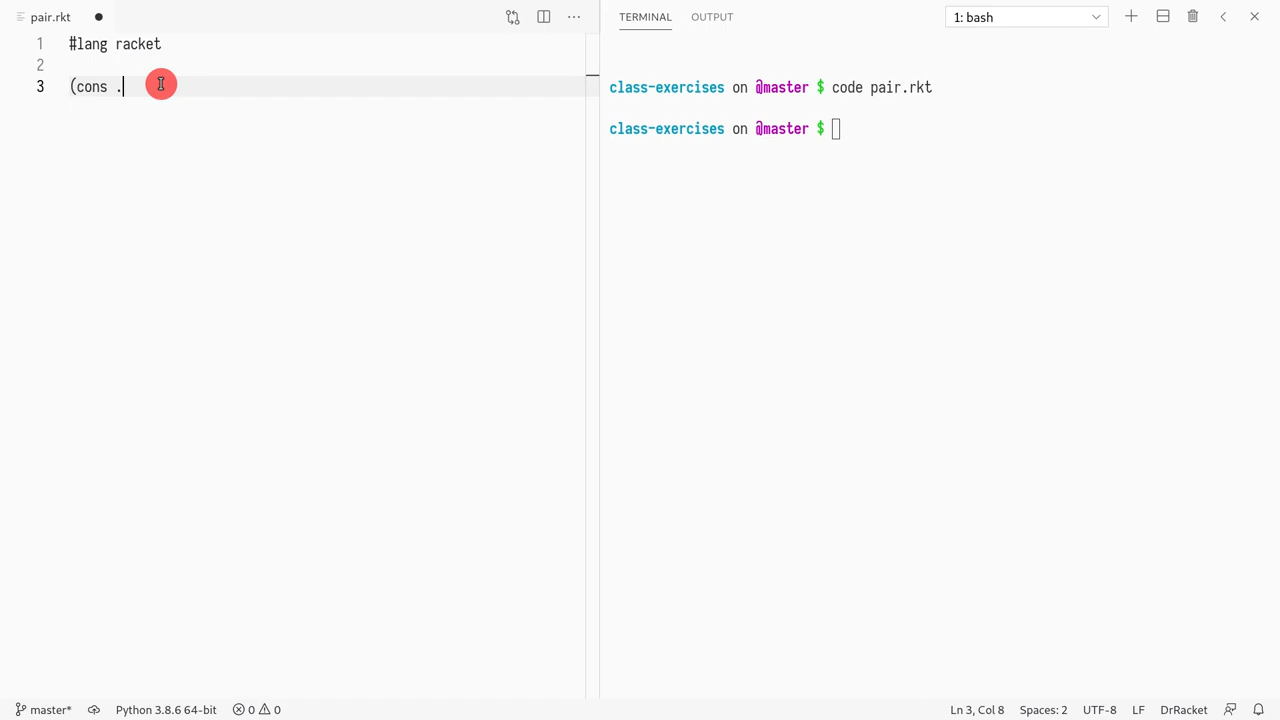 pair.rkt
1 #lang racket
2
3 (cons .
TERMINAL OUTPUT 1: bash
class-exercises on @master $ code pair.rkt
class-exercises on @master $
master* Python 3.8.6 64-bit 0 0 Ln 3, Col 8 Spaces: 2 UTF-8 LF DrRacket